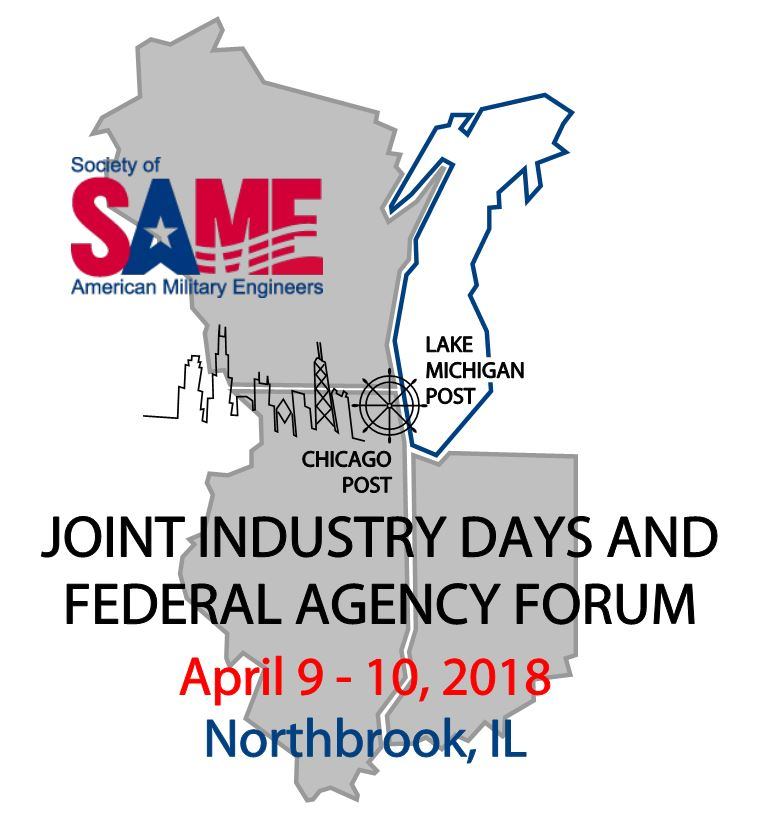 Society of
SAME
American Military Engineers
LAKE
MICHIGAN
POST
CHICAGO
POST
JOINT INDUSTRY DAYS AND
FEDERAL AGENCY FORUM
April 9 - 10, 2018
Northbrook, IL